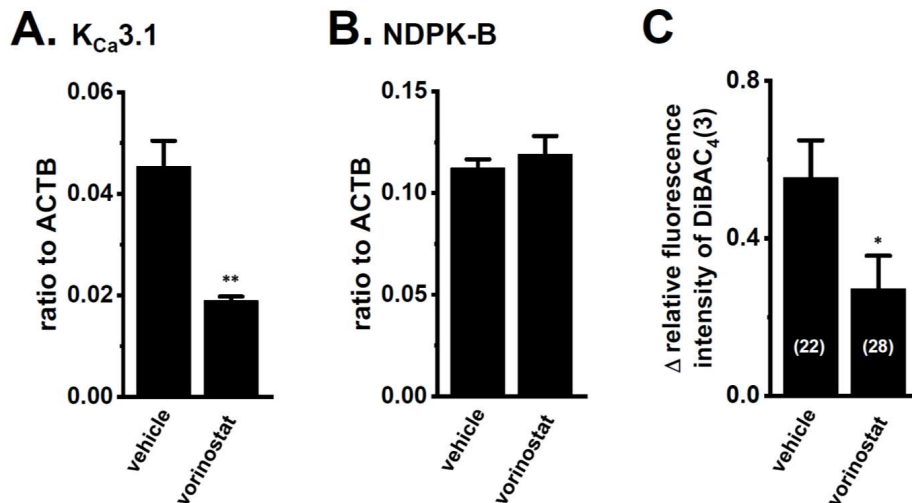 A. KCa3.1
0.06
0.04
0.02
0.00
ratio to ACTB
**
vehicle
vorinostat
B. NDPK-B
0.15
0.10
0.05
0.00
ratio to ACTB
vehicle
vorinostat
C
0.8
0.4
0.0
Δ relative fluorescence
intensity of DiBAC4(3)
*
(22)
(28)
vehicle
vorinostat